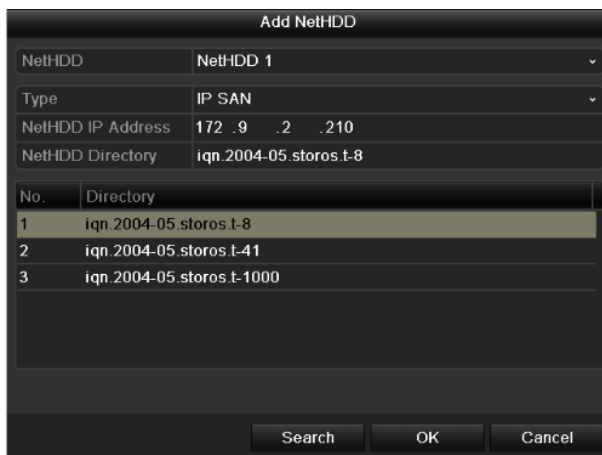 Add NetHDD
NetHDD NetHDD 1
Type IP SAN
NetHDD IP Address 172 .9 .2 .210
NetHDD Directory iqn.2004-05.storos.t-8
No. Directory
1 iqn.2004-05.storos.t-8
2 iqn.2004-05.storos.t-41
3 iqn.2004-05.storos.t-1000
Search OK Cancel